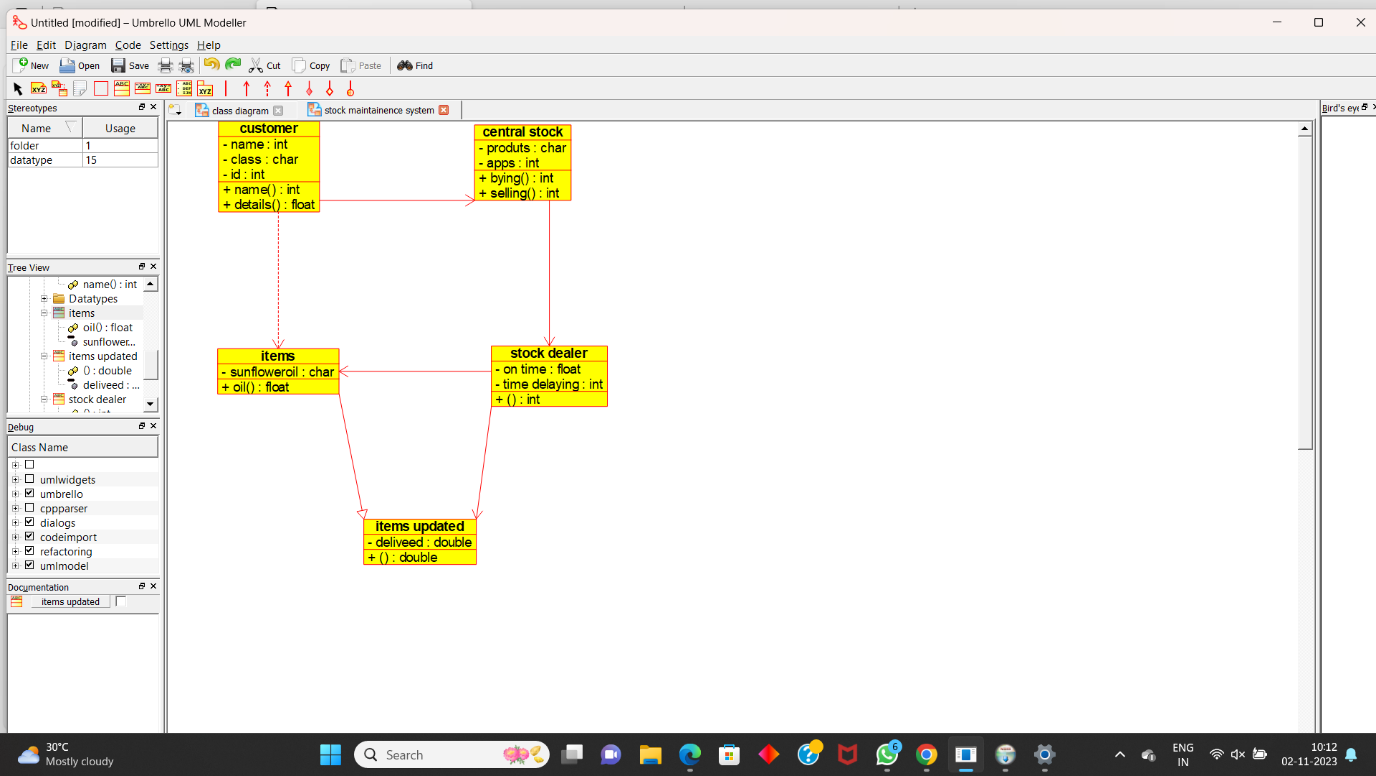 Untitled [modified] – Umbrello UML Modeller
File Edit Diagram Code Settings Help
New Open Save Cut Copy Paste Find
Stereotypes
Name Usage
folder 1
datatype 15
Tree View
name() : int
Datatypes
items
oil() : float
sunflower...
items updated
() : double
deliveed : ...
stock dealer
Debug
Class Name
umlwidgets
umbrello
cppparser
dialogs
codeimport
refactoring
umlmodel
Documentation
items updated
class diagram
stock maintainence system
customer
- name : int
- class : char
- id : int
+ name() : int
+ details() : float
central stock
- produts : char
- apps : int
+ bying() : int
+ selling() : int
items
- sunfloweroil : char
+ oil() : float
stock dealer
- on time : float
- time delaying : int
+ () : int
items updated
- deliveed : double
+ () : double
Bird's eye
30°C
Mostly cloudy
Search
6
ENG
IN
10:12
02-11-2023